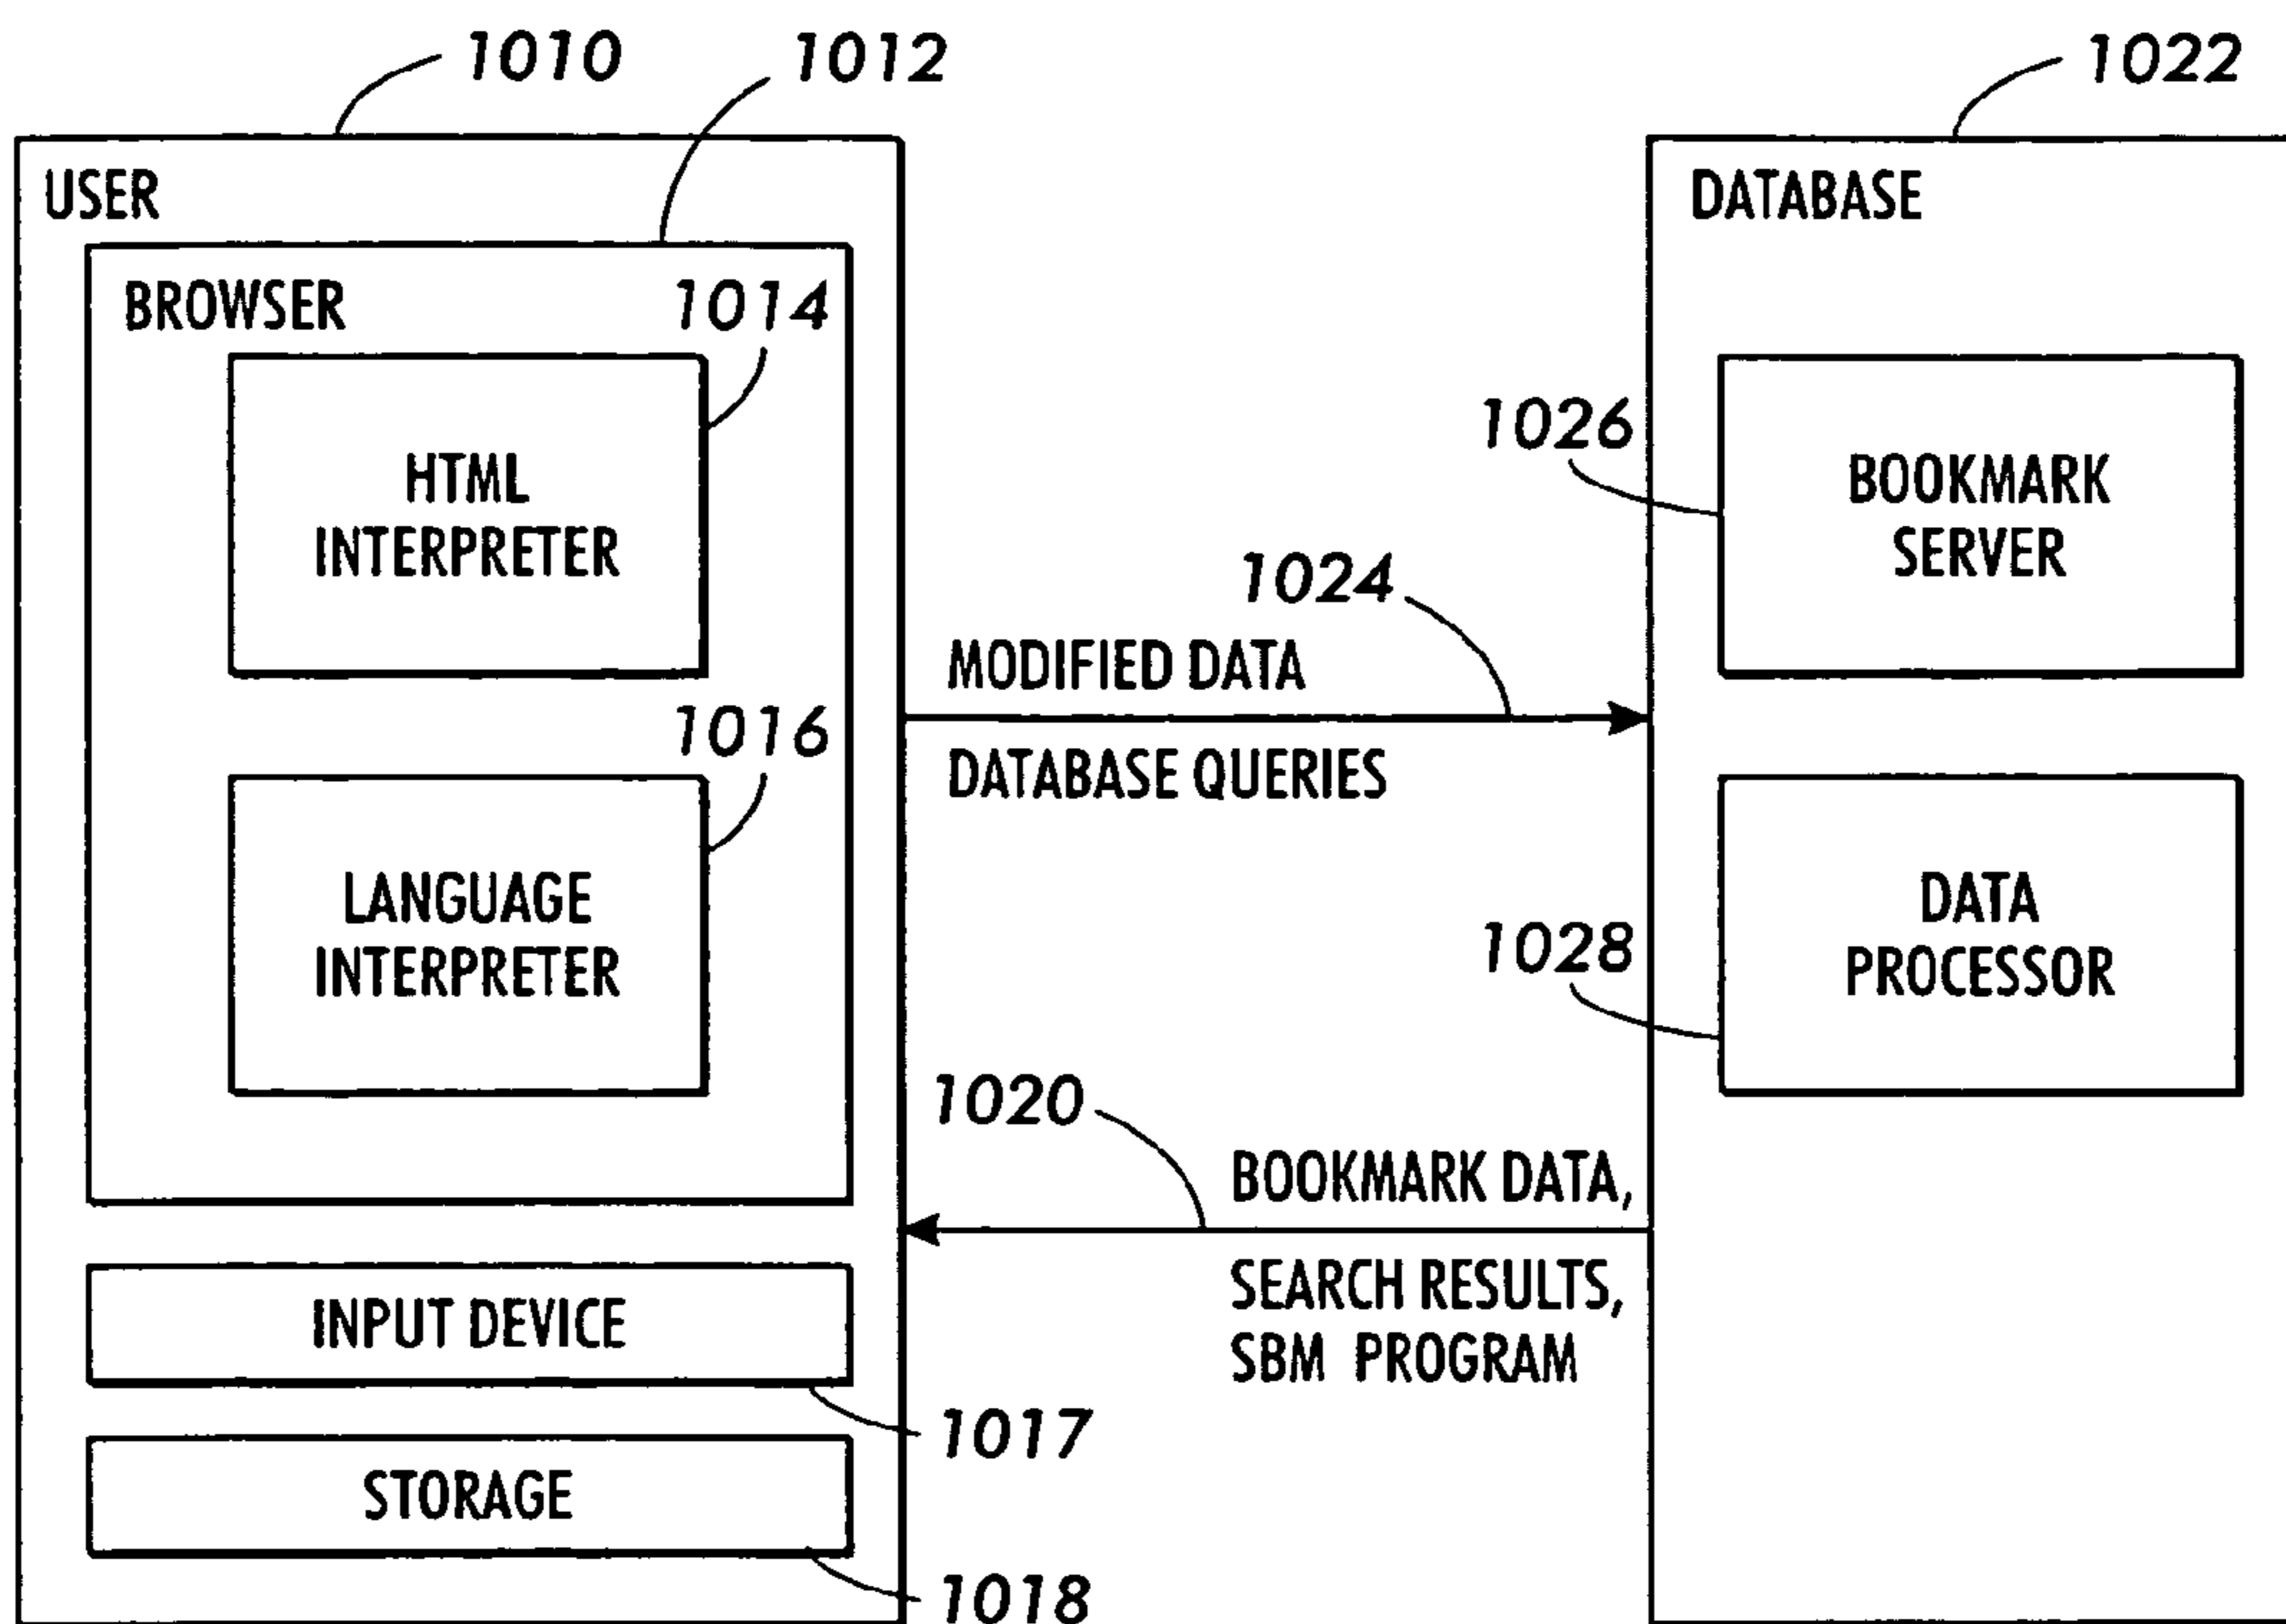 1010
1012
1022
USER
DATABASE
BROWSER
1014
HTML
INTERPRETER
1026
BOOKMARK
SERVER
1024
MODIFIED DATA
DATABASE QUERIES
1016
LANGUAGE
INTERPRETER
1028
DATA
PROCESSOR
1020
BOOKMARK DATA,
SEARCH RESULTS,
SBM PROGRAM
INPUT DEVICE
1017
STORAGE
1018